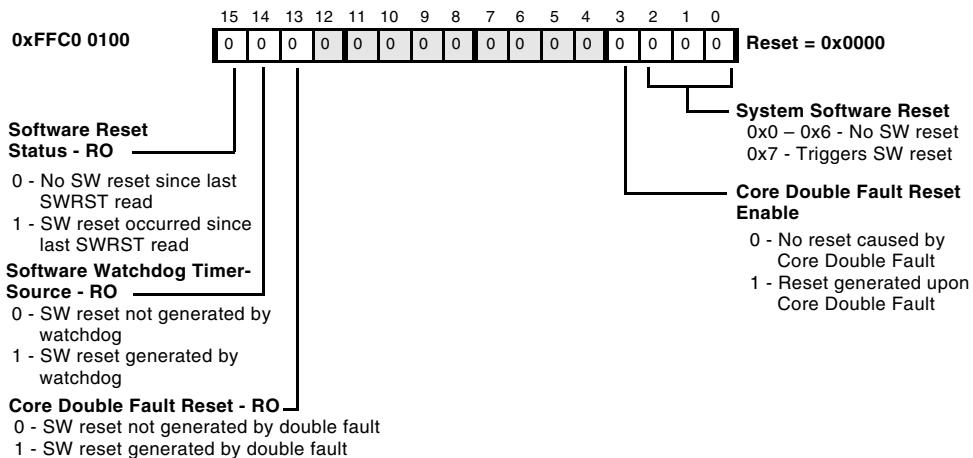 15 14 13 12 11 10 9 8 7 6 5 4 3 2 1 0
0xFFC0 0100
0 0 0 0 0 0 0 0 0 0 0 0 0 0 0 0
Reset = 0x0000
Software Reset
Status - RO
0 - No SW reset since last
SWRST read
1 - SW reset occurred since
last SWRST read
Software Watchdog Timer-
Source - RO
0 - SW reset not generated by
watchdog
1 - SW reset generated by
watchdog
Core Double Fault Reset - RO
0 - SW reset not generated by double fault
1 - SW reset generated by double fault
System Software Reset
0x0 – 0x6 - No SW reset
0x7 - Triggers SW reset
Core Double Fault Reset
Enable
0 - No reset caused by
Core Double Fault
1 - Reset generated upon
Core Double Fault